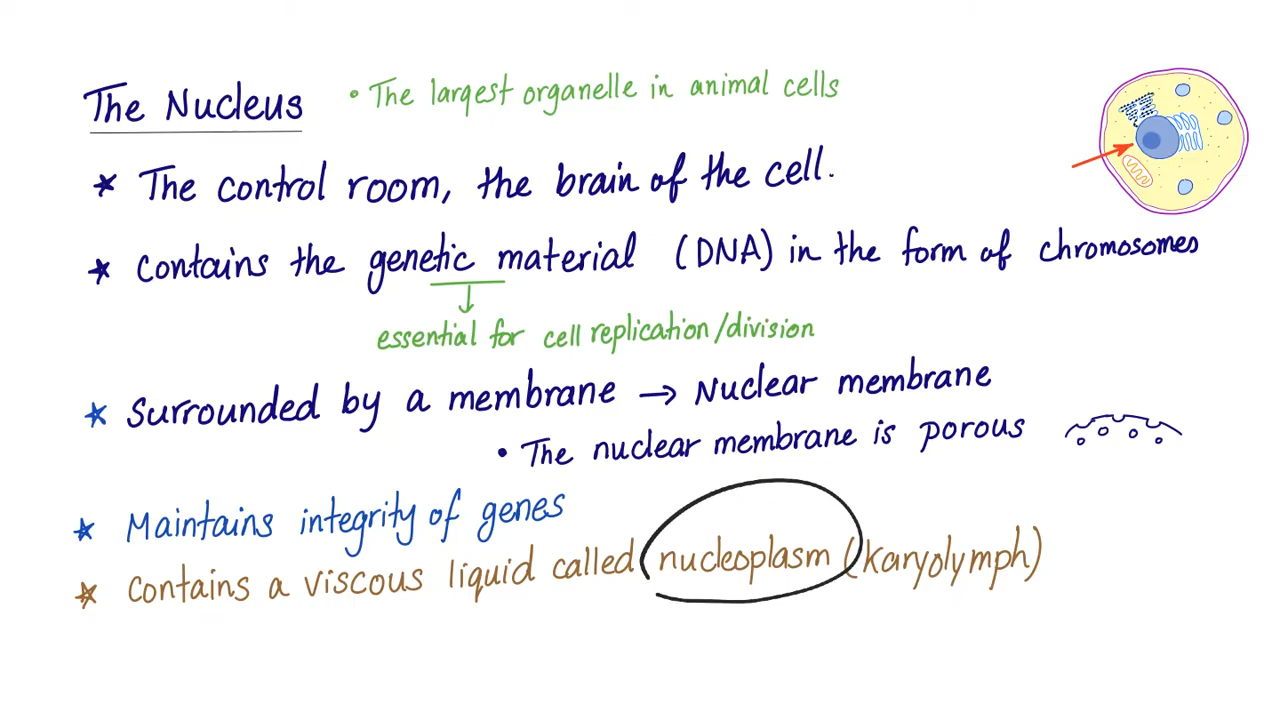 The Nucleus • The largest organelle in animal cells
* The control room, the brain of the cell.
* Contains the genetic material (DNA) in the form of chromosomes
↓
essential for cell replication/division
* Surrounded by a membrane → Nuclear membrane
• The nuclear membrane is porous
* Maintains integrity of genes
* Contains a viscous liquid called nucleoplasm (karyolymph)